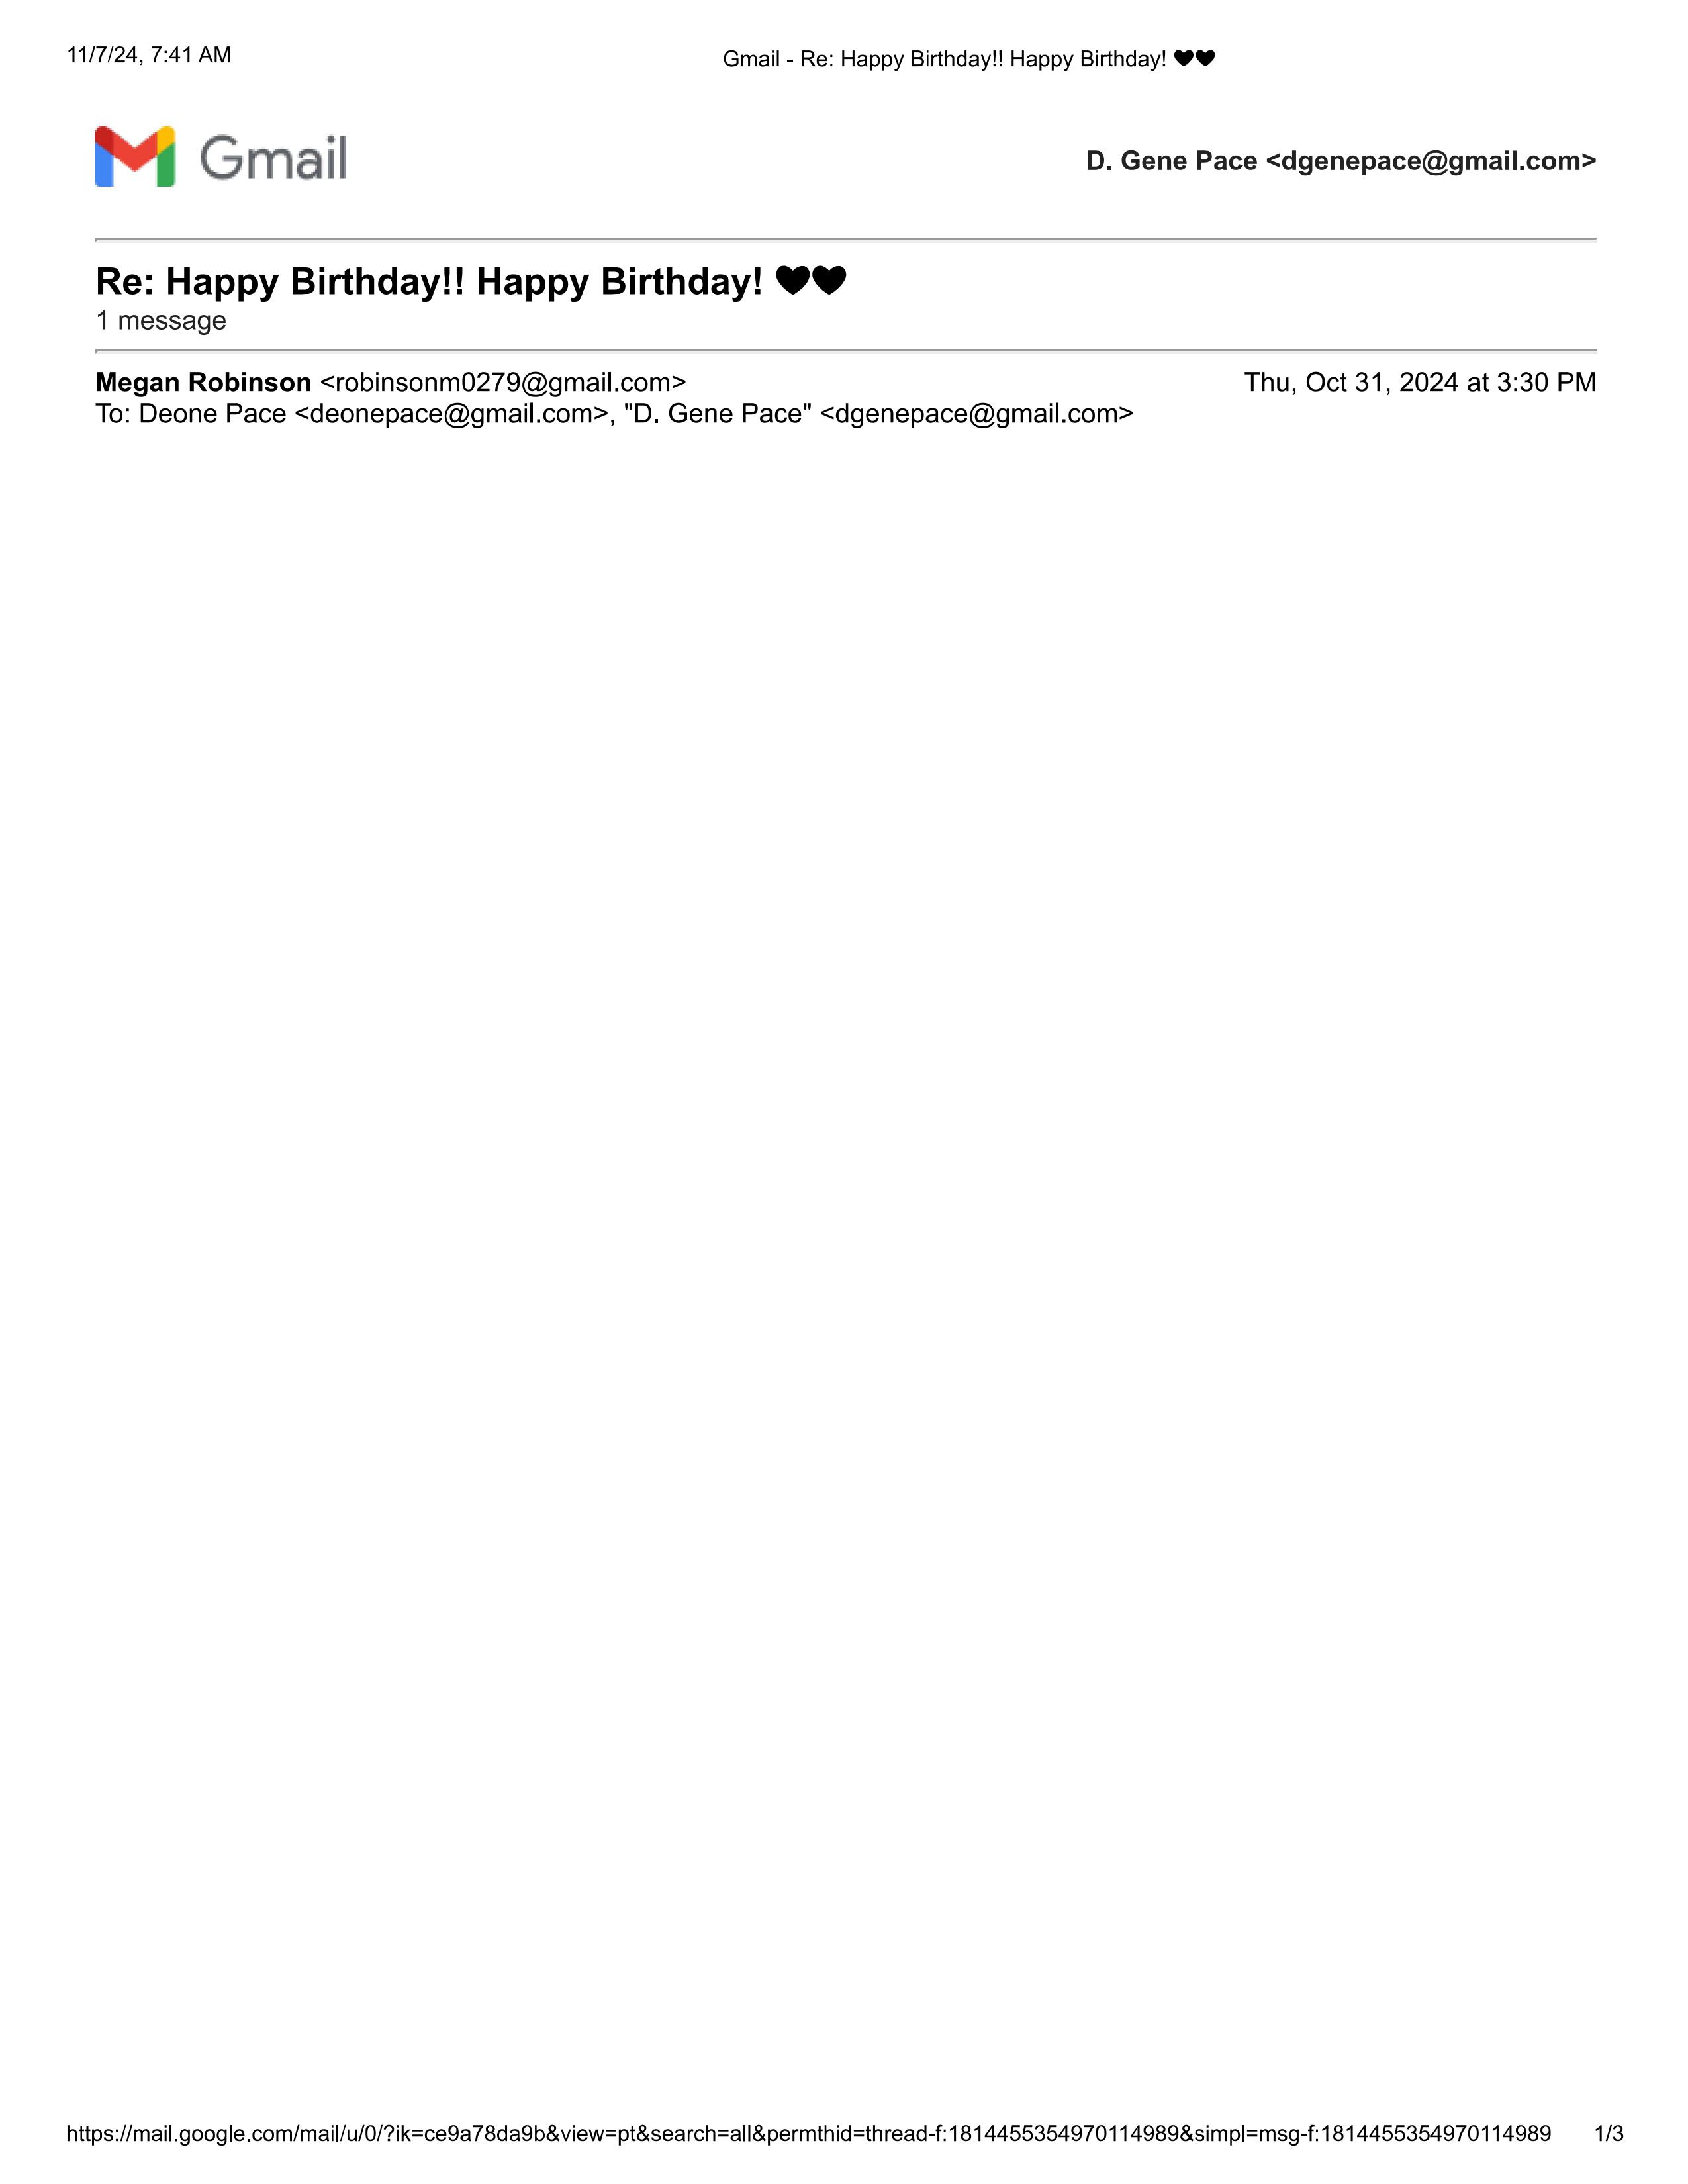 11/7/24, 7:41 AM
Gmail - Re: Happy Birthday!! Happy Birthday! 🖤🖤
Gmail
D. Gene Pace <dgenepace@gmail.com>
Re: Happy Birthday!! Happy Birthday! 🖤🖤
1 message
Megan Robinson <robinsonm0279@gmail.com>
Thu, Oct 31, 2024 at 3:30 PM
To: Deone Pace <deonepace@gmail.com>, "D. Gene Pace" <dgenepace@gmail.com>
https://mail.google.com/mail/u/0/?ik=ce9a78da9b&view=pt&search=all&permthid=thread-f:1814455354970114989&simpl=msg-f:1814455354970114989
1/3